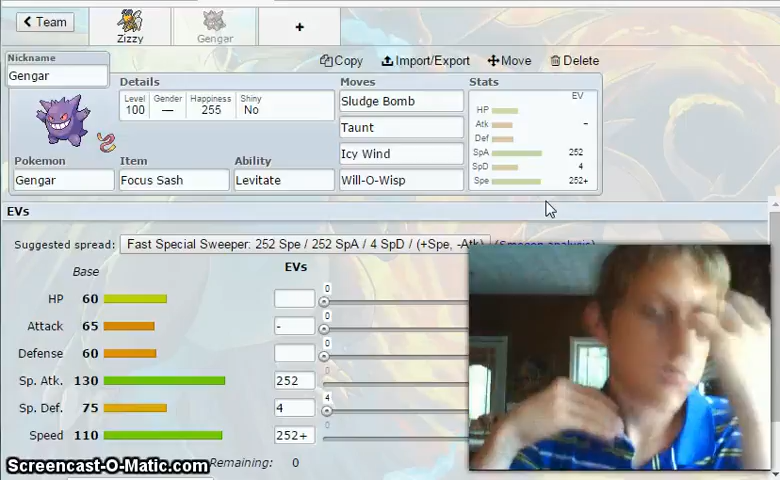 < Team
Zizzy
Gengar
+
Nickname
Gengar
Copy Import/Export Move Delete
Details
Level Gender Happiness Shiny
100 — 255 No
Moves
Sludge Bomb
Taunt
Icy Wind
Will-O-Wisp
Stats
EV
HP
Atk -
Def
SpA 252
SpD 4
Spe 252+
Pokemon
Gengar
Item
Focus Sash
Ability
Levitate
EVs
Suggested spread: Fast Special Sweeper: 252 Spe / 252 SpA / 4 SpD / (+Spe, -Atk) (Smogon analysis)
Base EVs
HP 60 0
Attack 65 - 0
Defense 60 0
Sp. Atk. 130 252 0
Sp. Def. 75 4 4
Speed 110 252+
Remaining: 0
Screencast-O-Matic.com